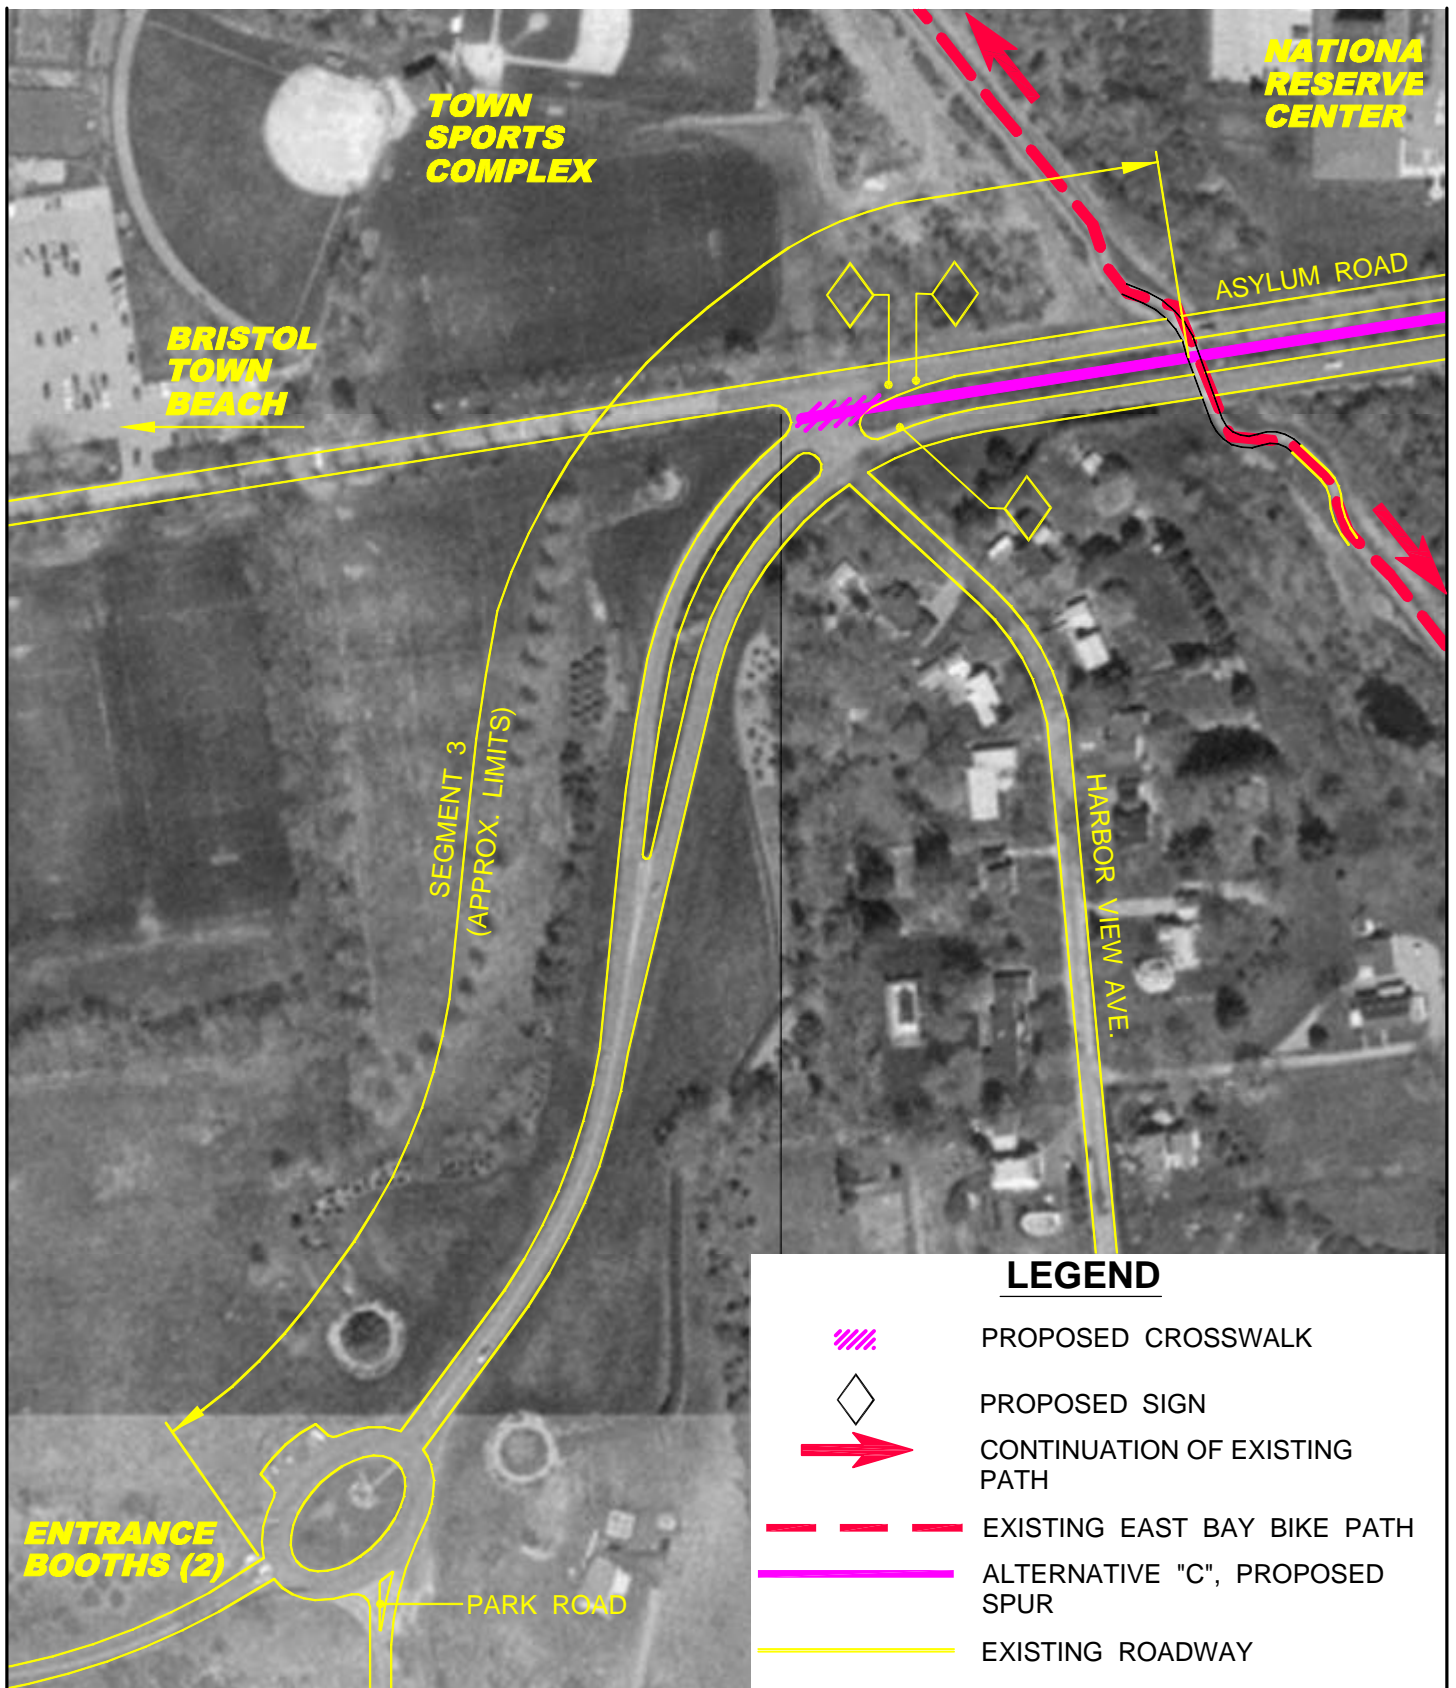 NATIONA
RESERVE
CENTER
TOWN
SPORTS
COMPLEX
ASYLUM ROAD
BRISTOL
TOWN
BEACH
SEGMENT 3
(APPROX. LIMITS)
HARBOR VIEW AVE.
ENTRANCE
BOOTHS (2)
PARK ROAD
LEGEND
PROPOSED CROSSWALK
PROPOSED SIGN
CONTINUATION OF EXISTING
PATH
EXISTING EAST BAY BIKE PATH
ALTERNATIVE "C", PROPOSED
SPUR
EXISTING ROADWAY